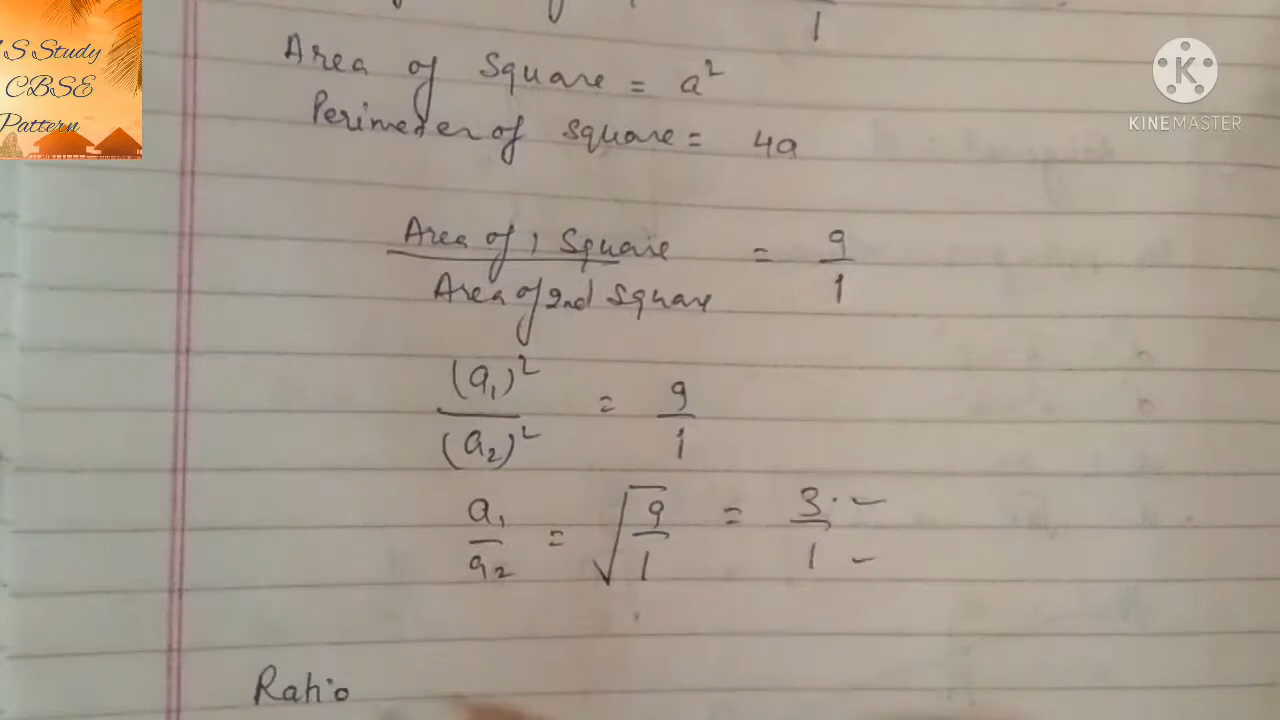 S Study
CBSE
Pattern
KINEMASTER
1
Area of Square = a²
Perimeter of square = 4a
Area of 1 Square = 9
Area of 2nd Square 1
(a₁)² = 9
(a₂)² 1
a₁ = √9 = 3
a₂ 1 1
Ratio